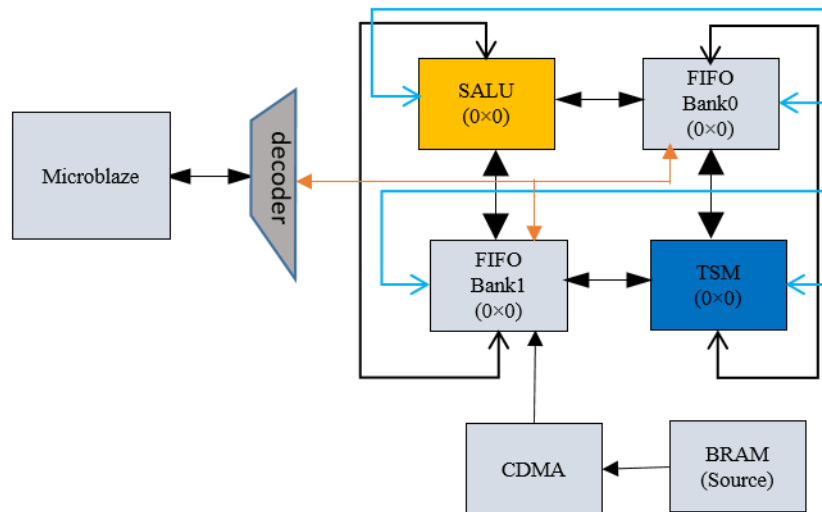 SALU
(0×0)
FIFO
Bank0
(0×0)
Microblaze
decoder
FIFO
Bank1
(0×0)
TSM
(0×0)
CDMA
BRAM
(Source)